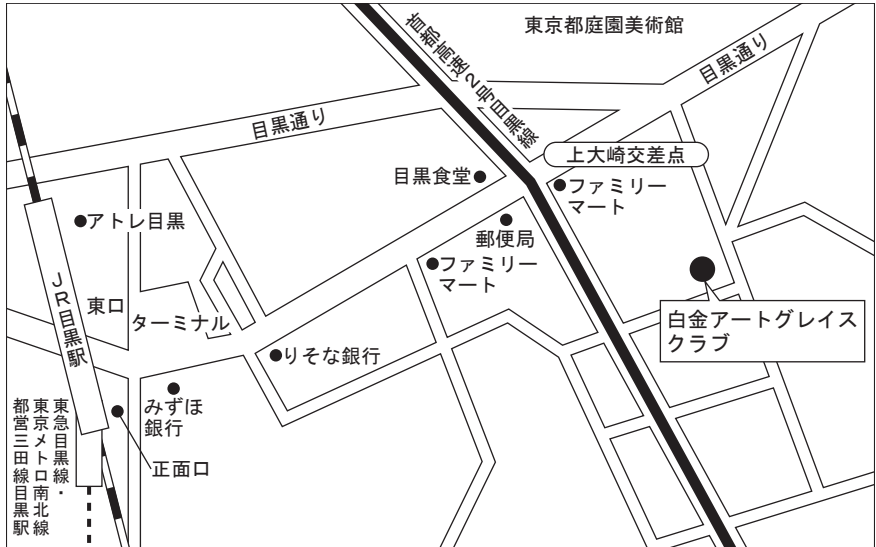 東京都庭園美術館
首都高速2号目黒線
目黒通り
目黒通り
上大崎交差点
目黒食堂
ファミリー
マート
アトレ目黒
郵便局
ファミリー
マート
JR目黒駅
東口
ターミナル
白金アートグレイス
クラブ
りそな銀行
みずほ
銀行
正面口
東急目黒線・
東京メトロ南北線
都営三田線目黒駅